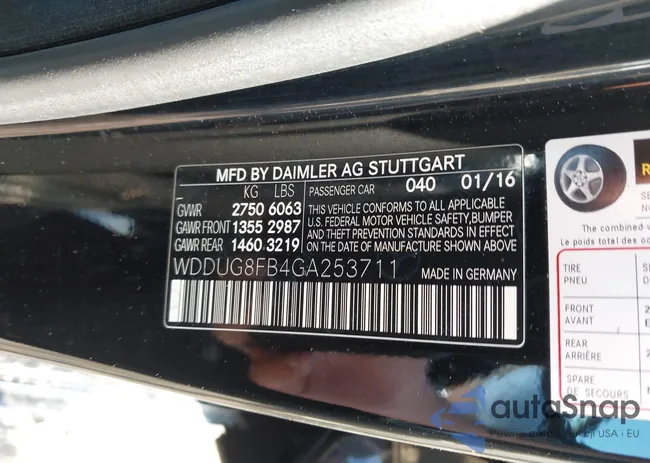 MFD BY DAIMLER AG STUTTGART
KG LBS
PASSENGER CAR 040 01/16
GVWR 2750 6063
GAWR FRONT 1355 2987
GAWR REAR 1460 3219
THIS VEHICLE CONFORMS TO ALL APPLICABLE
U.S. FEDERAL MOTOR VEHICLE SAFETY, BUMPER
AND THEFT PREVENTION STANDARDS IN EFFECT
ON THE DATE OF MANUFACTURE SHOWN ABOVE.
WDDUG8FB4GA253711
MADE IN GERMANY
The combined
Le poids total des
TIRE
PNEU
FRONT
AVANT
REAR
ARRIÈRE
SPARE
DE SECOURS
autoSnap
USA i EU